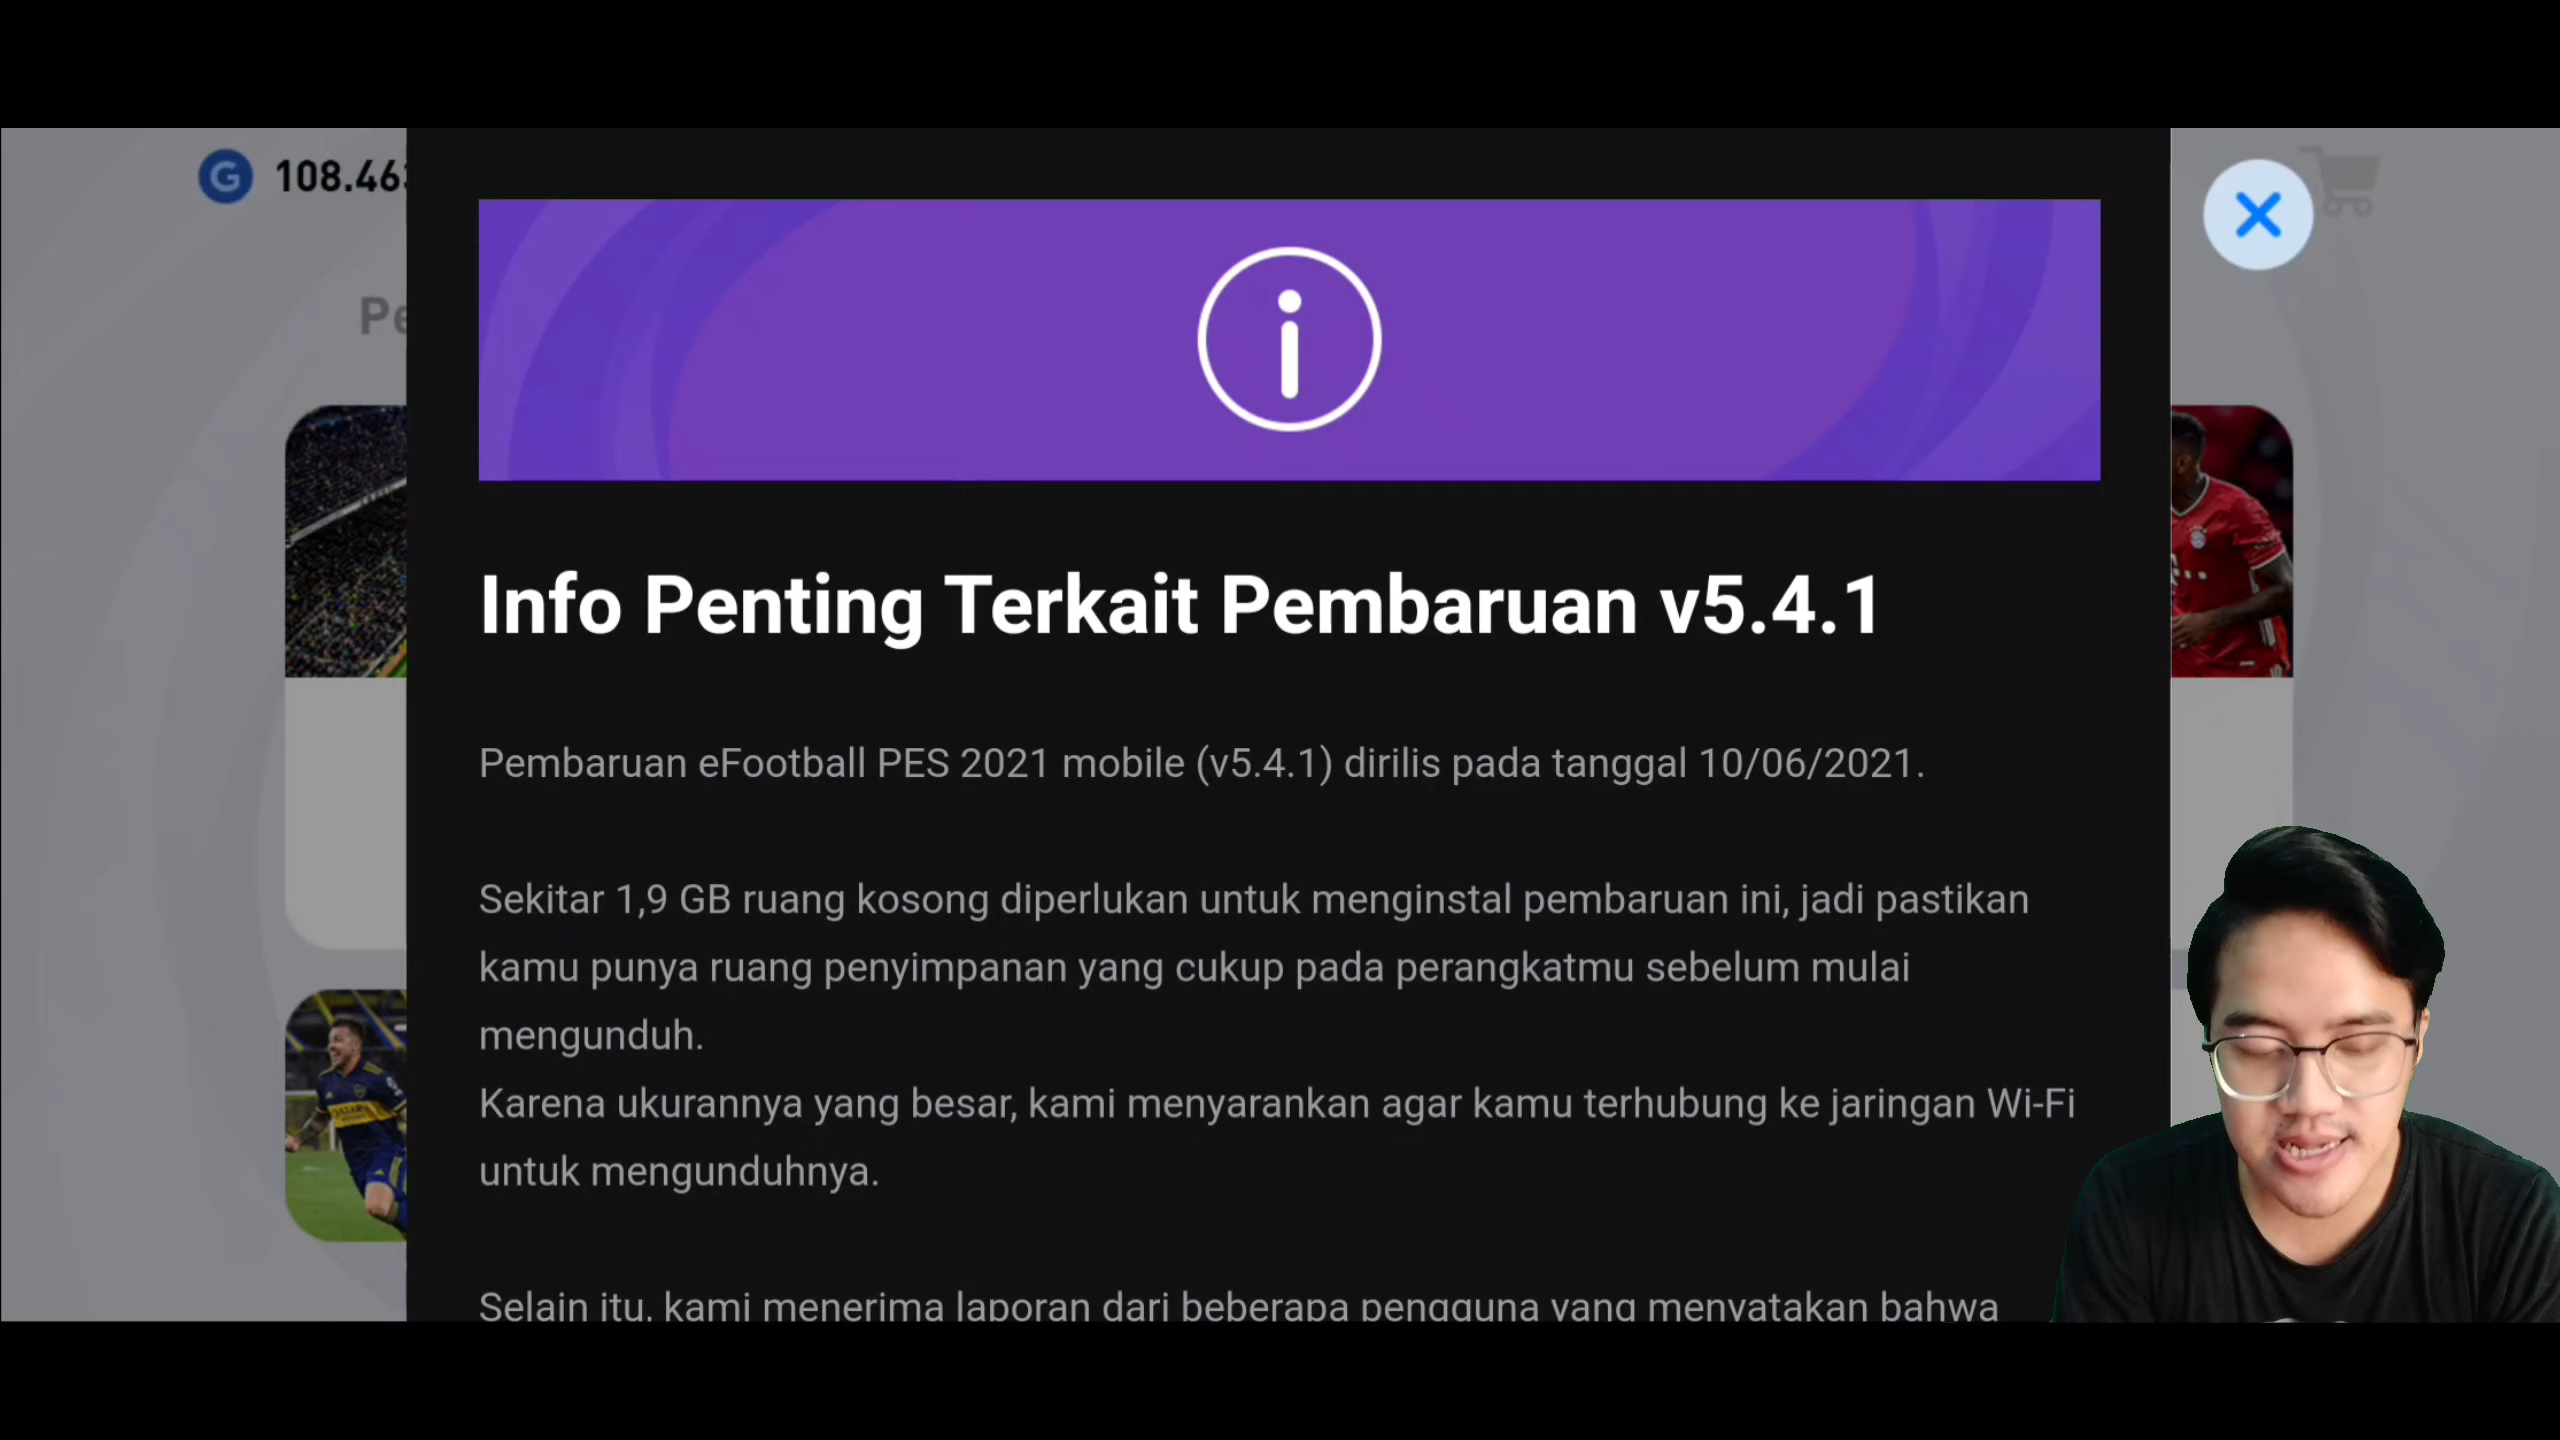 108.46
Pe
Info Penting Terkait Pembaruan v5.4.1
Pembaruan eFootball PES 2021 mobile (v5.4.1) dirilis pada tanggal 10/06/2021.
Sekitar 1,9 GB ruang kosong diperlukan untuk menginstal pembaruan ini, jadi pastikan
kamu punya ruang penyimpanan yang cukup pada perangkatmu sebelum mulai
mengunduh.
Karena ukurannya yang besar, kami menyarankan agar kamu terhubung ke jaringan Wi-Fi
untuk mengunduhnya.
Selain itu, kami menerima laporan dari beberapa pengguna yang menyatakan bahwa